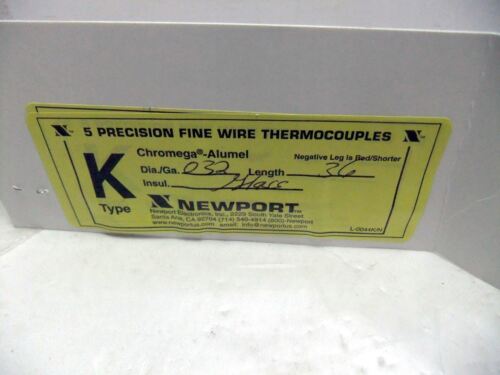 5 PRECISION FINE WIRE THERMOCOUPLES
K Type
Chromega®-Alumel
Negative Leg is Red/Shorter
Dia./Ga. 032 Length 36
Insul. Glass
NEWPORT™
Newport Electronics, Inc., 2229 South Yale Street
Santa Ana, CA 92704 (714) 540-4914 (800)-Newport
www.newportus.com email: info@newportus.com
L-0044K/N